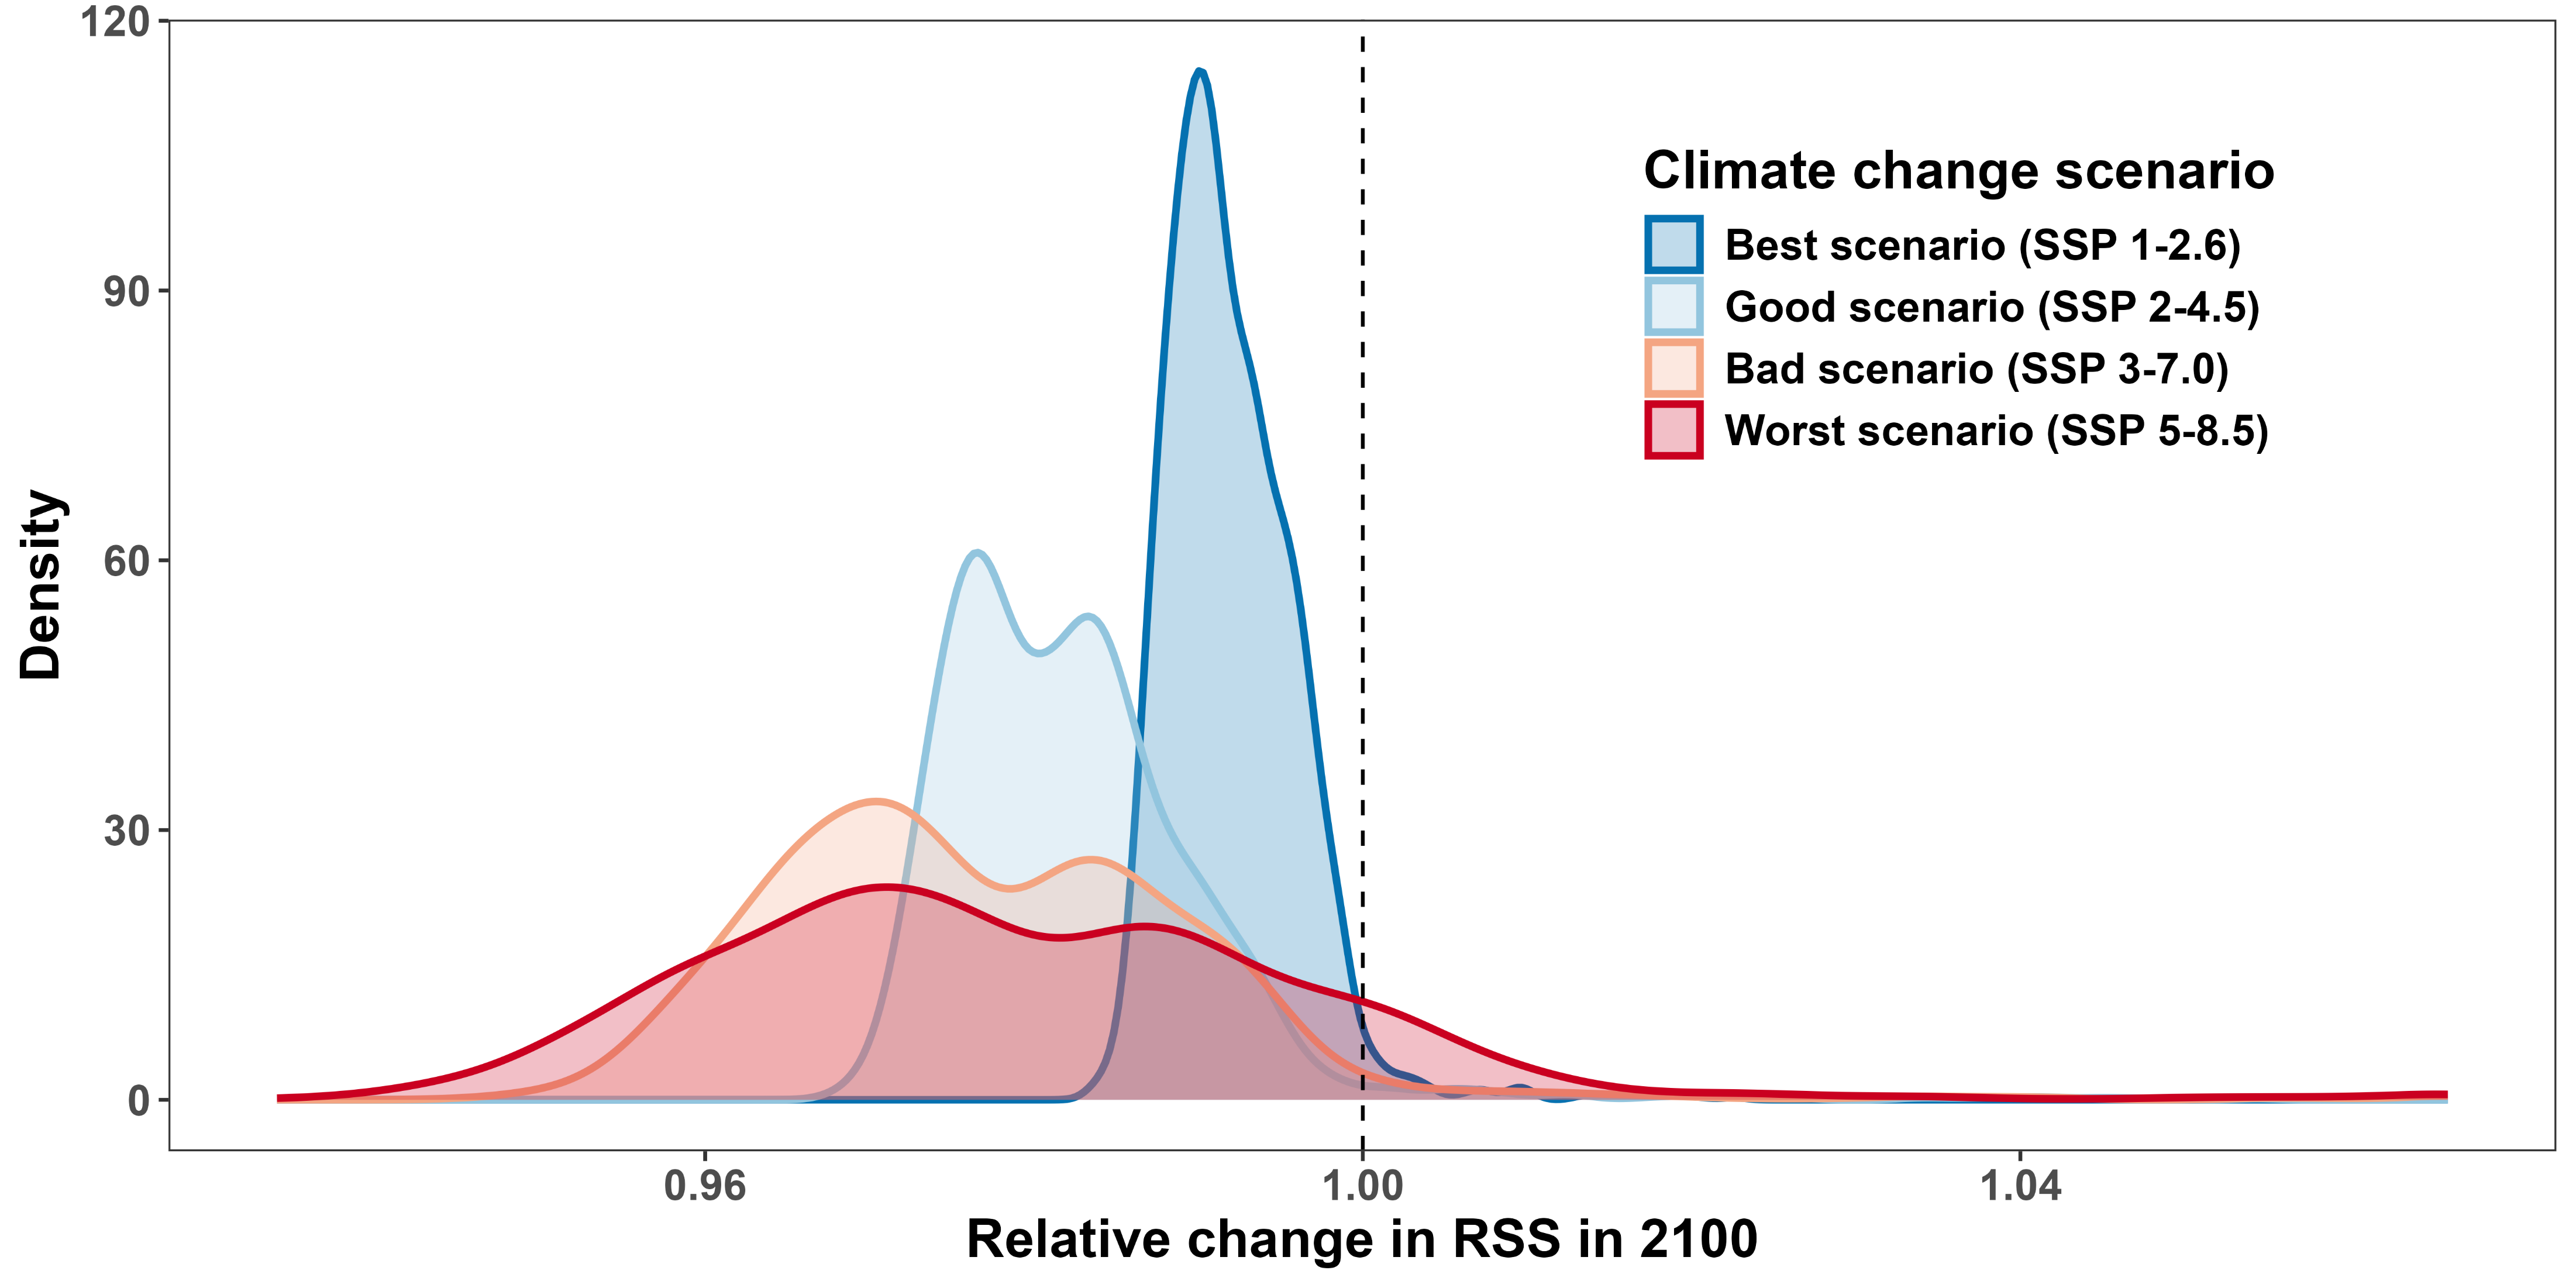 120
90
60
30
0
Density
Climate change scenario
Best scenario (SSP 1-2.6)
Good scenario (SSP 2-4.5)
Bad scenario (SSP 3-7.0)
Worst scenario (SSP 5-8.5)
0.96
1.00
1.04
Relative change in RSS in 2100